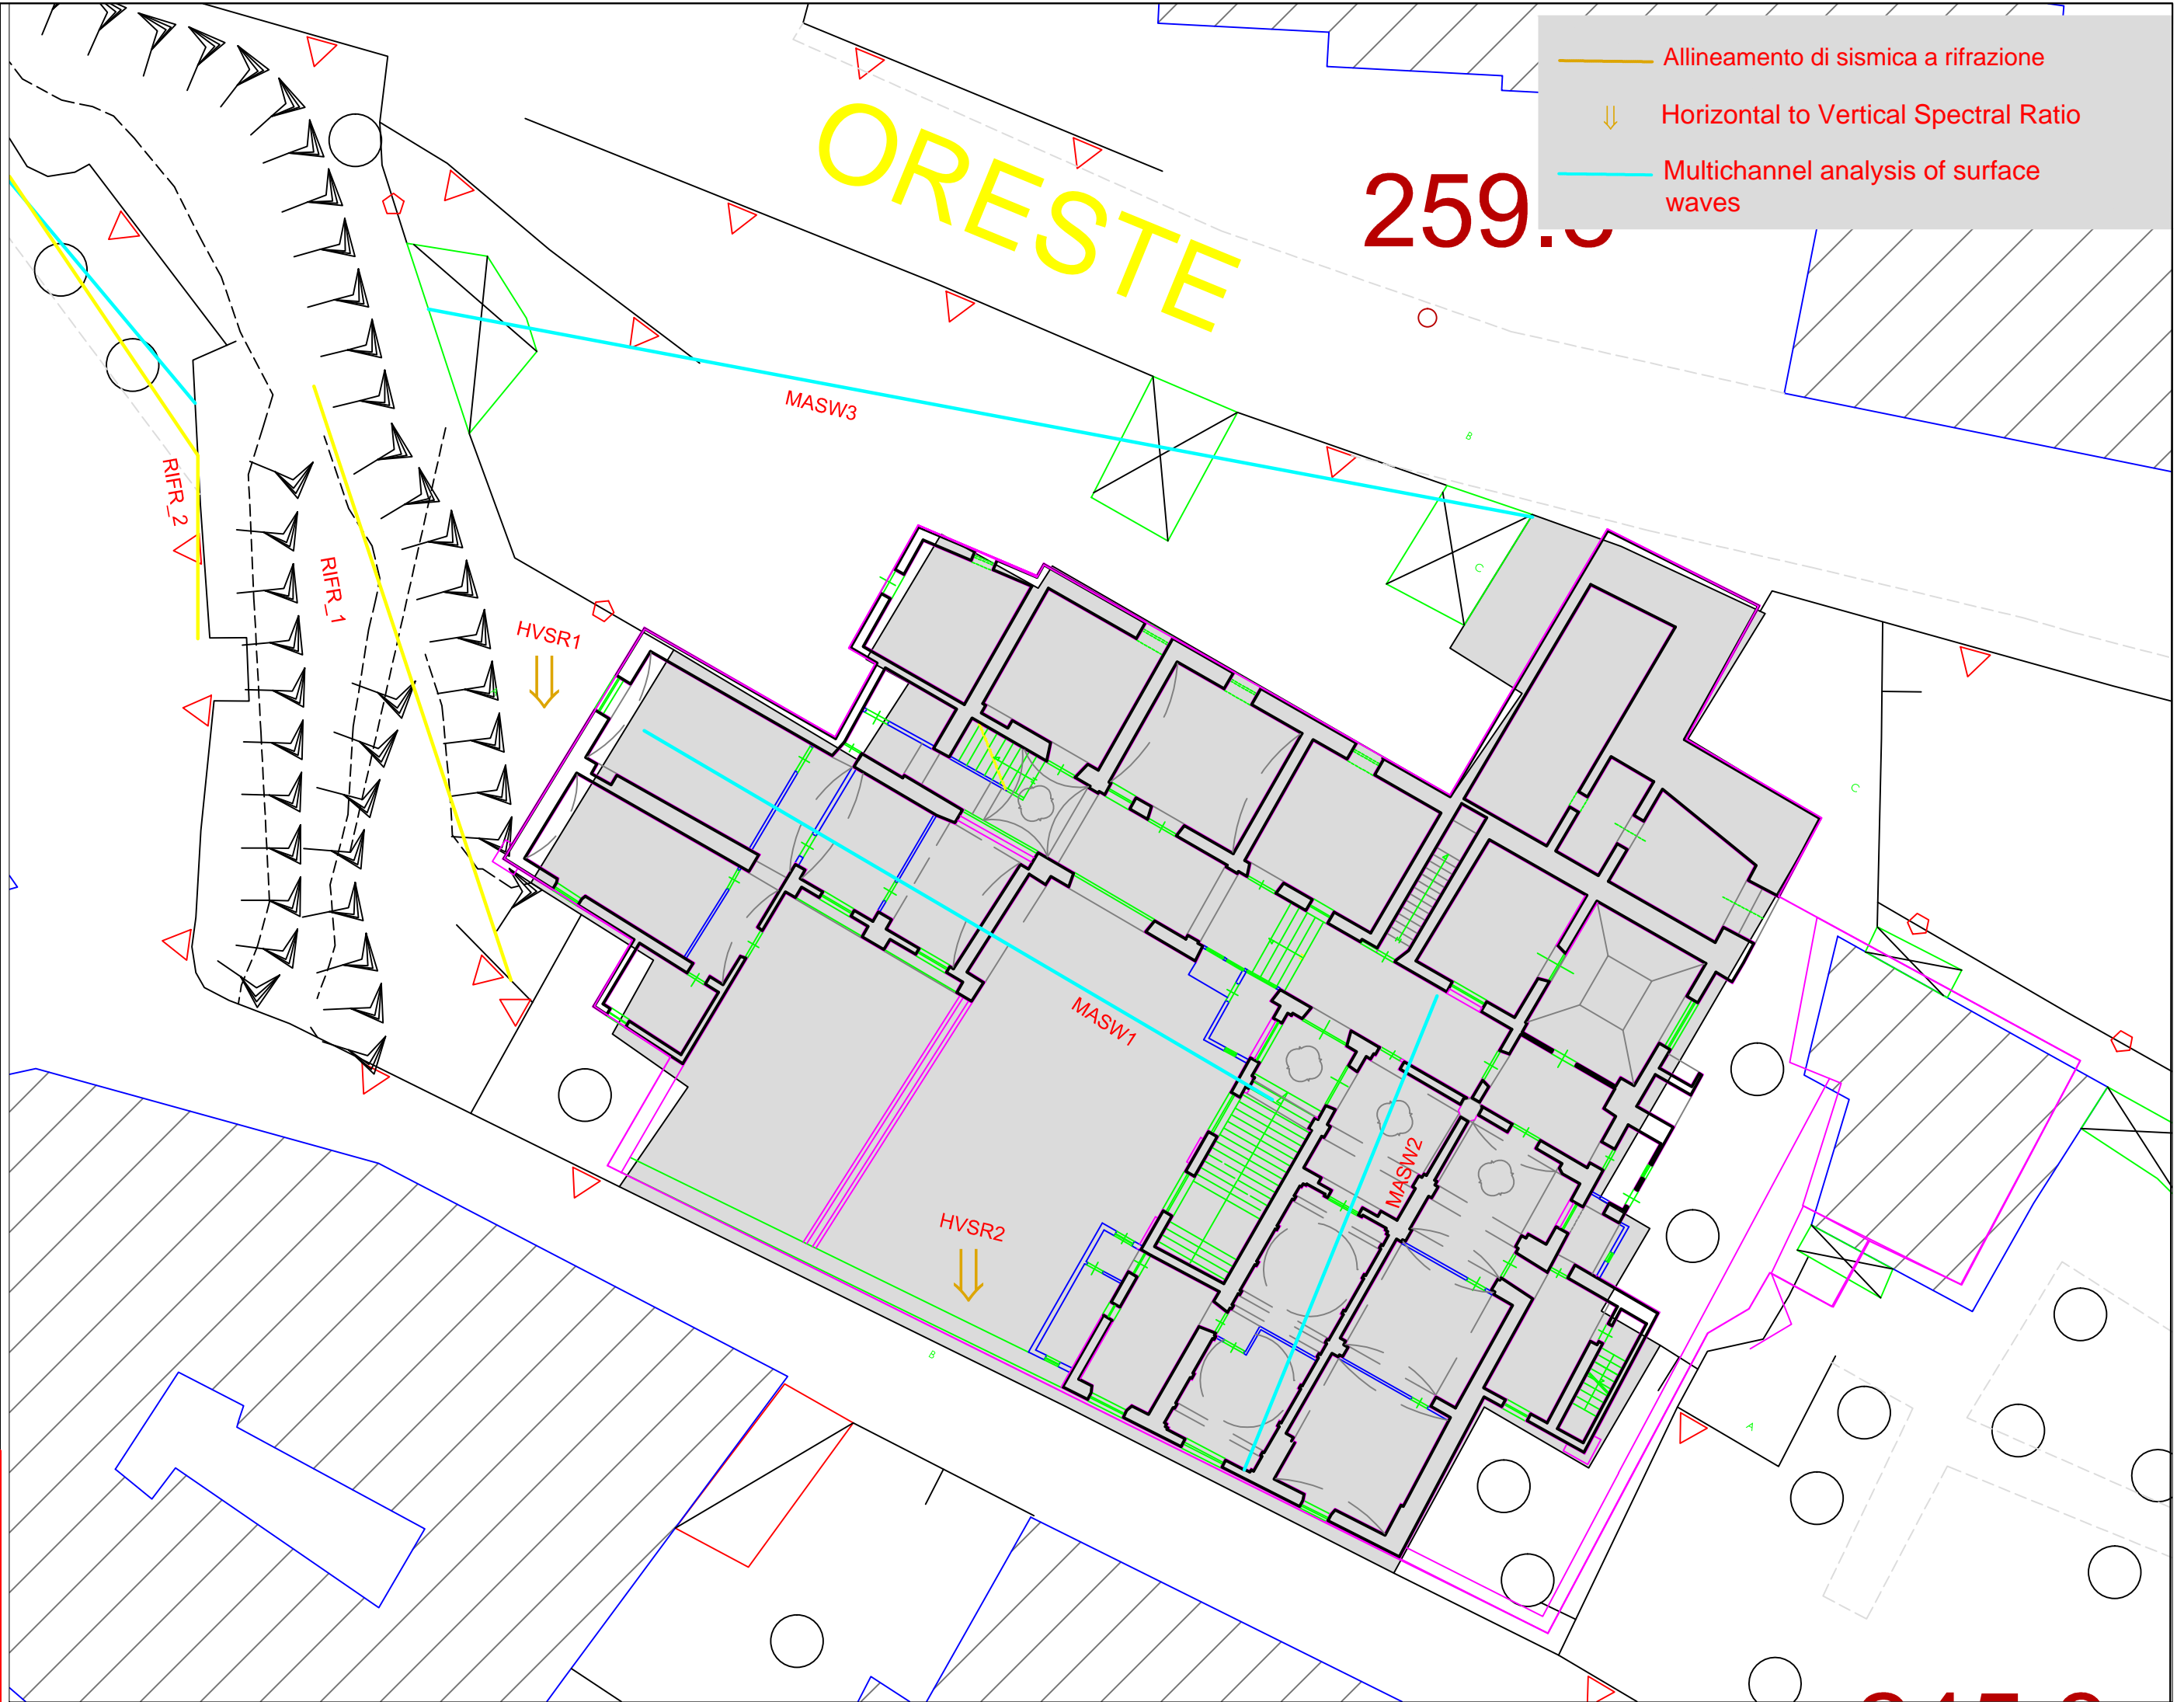 Allineamento di sismica a rifrazione
Horizontal to Vertical Spectral Ratio
Multichannel analysis of surface
waves
ORESTE
MASW3
B
C
RIFR_2
RIFR_1
HVSR1
C
MASW1
MASW2
HVSR2
B
A